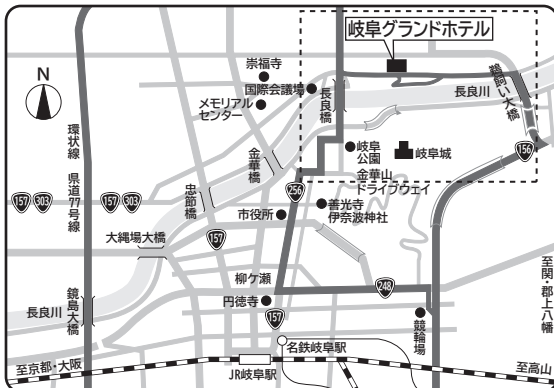 岐阜グランドホテル
崇福寺
国際会議場
メモリアル
センター
長良橋
長良川
鵜飼い大橋
N
環状線
県道77号線
金華橋
岐阜
公園
岐阜城
金華山
ドライブウェイ
156
157
303
157
303
忠節橋
256
善光寺
伊奈波神社
市役所
大縄場大橋
157
柳ケ瀬
248
至関・郡上八幡
鏡島大橋
長良川
円徳寺
157
競輪場
名鉄岐阜駅
至京都・大阪
JR岐阜駅
至高山